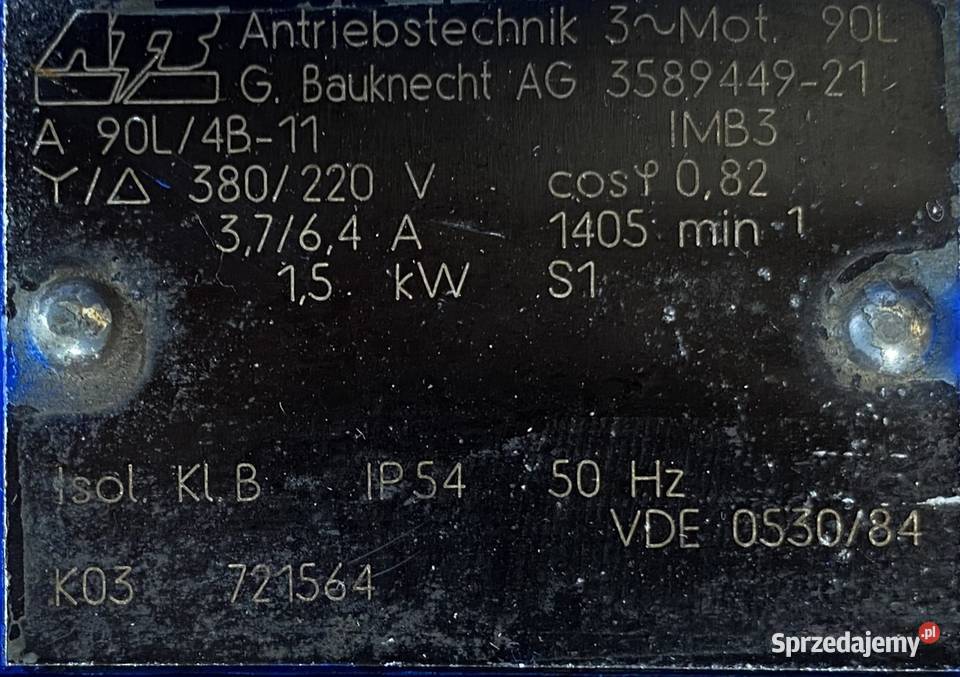 Antriebstechnik 3~Mot. 90L
G. Bauknecht AG 3589449-21
A 90L/4B-11 IMB3
Y/△ 380/220 V cosφ 0,82
3,7/6,4 A 1405 min⁻¹
1,5 kW S1
Isol. Kl. B IP54 50 Hz
VDE 0530/84
K03 721564
Sprzedajemy.pl